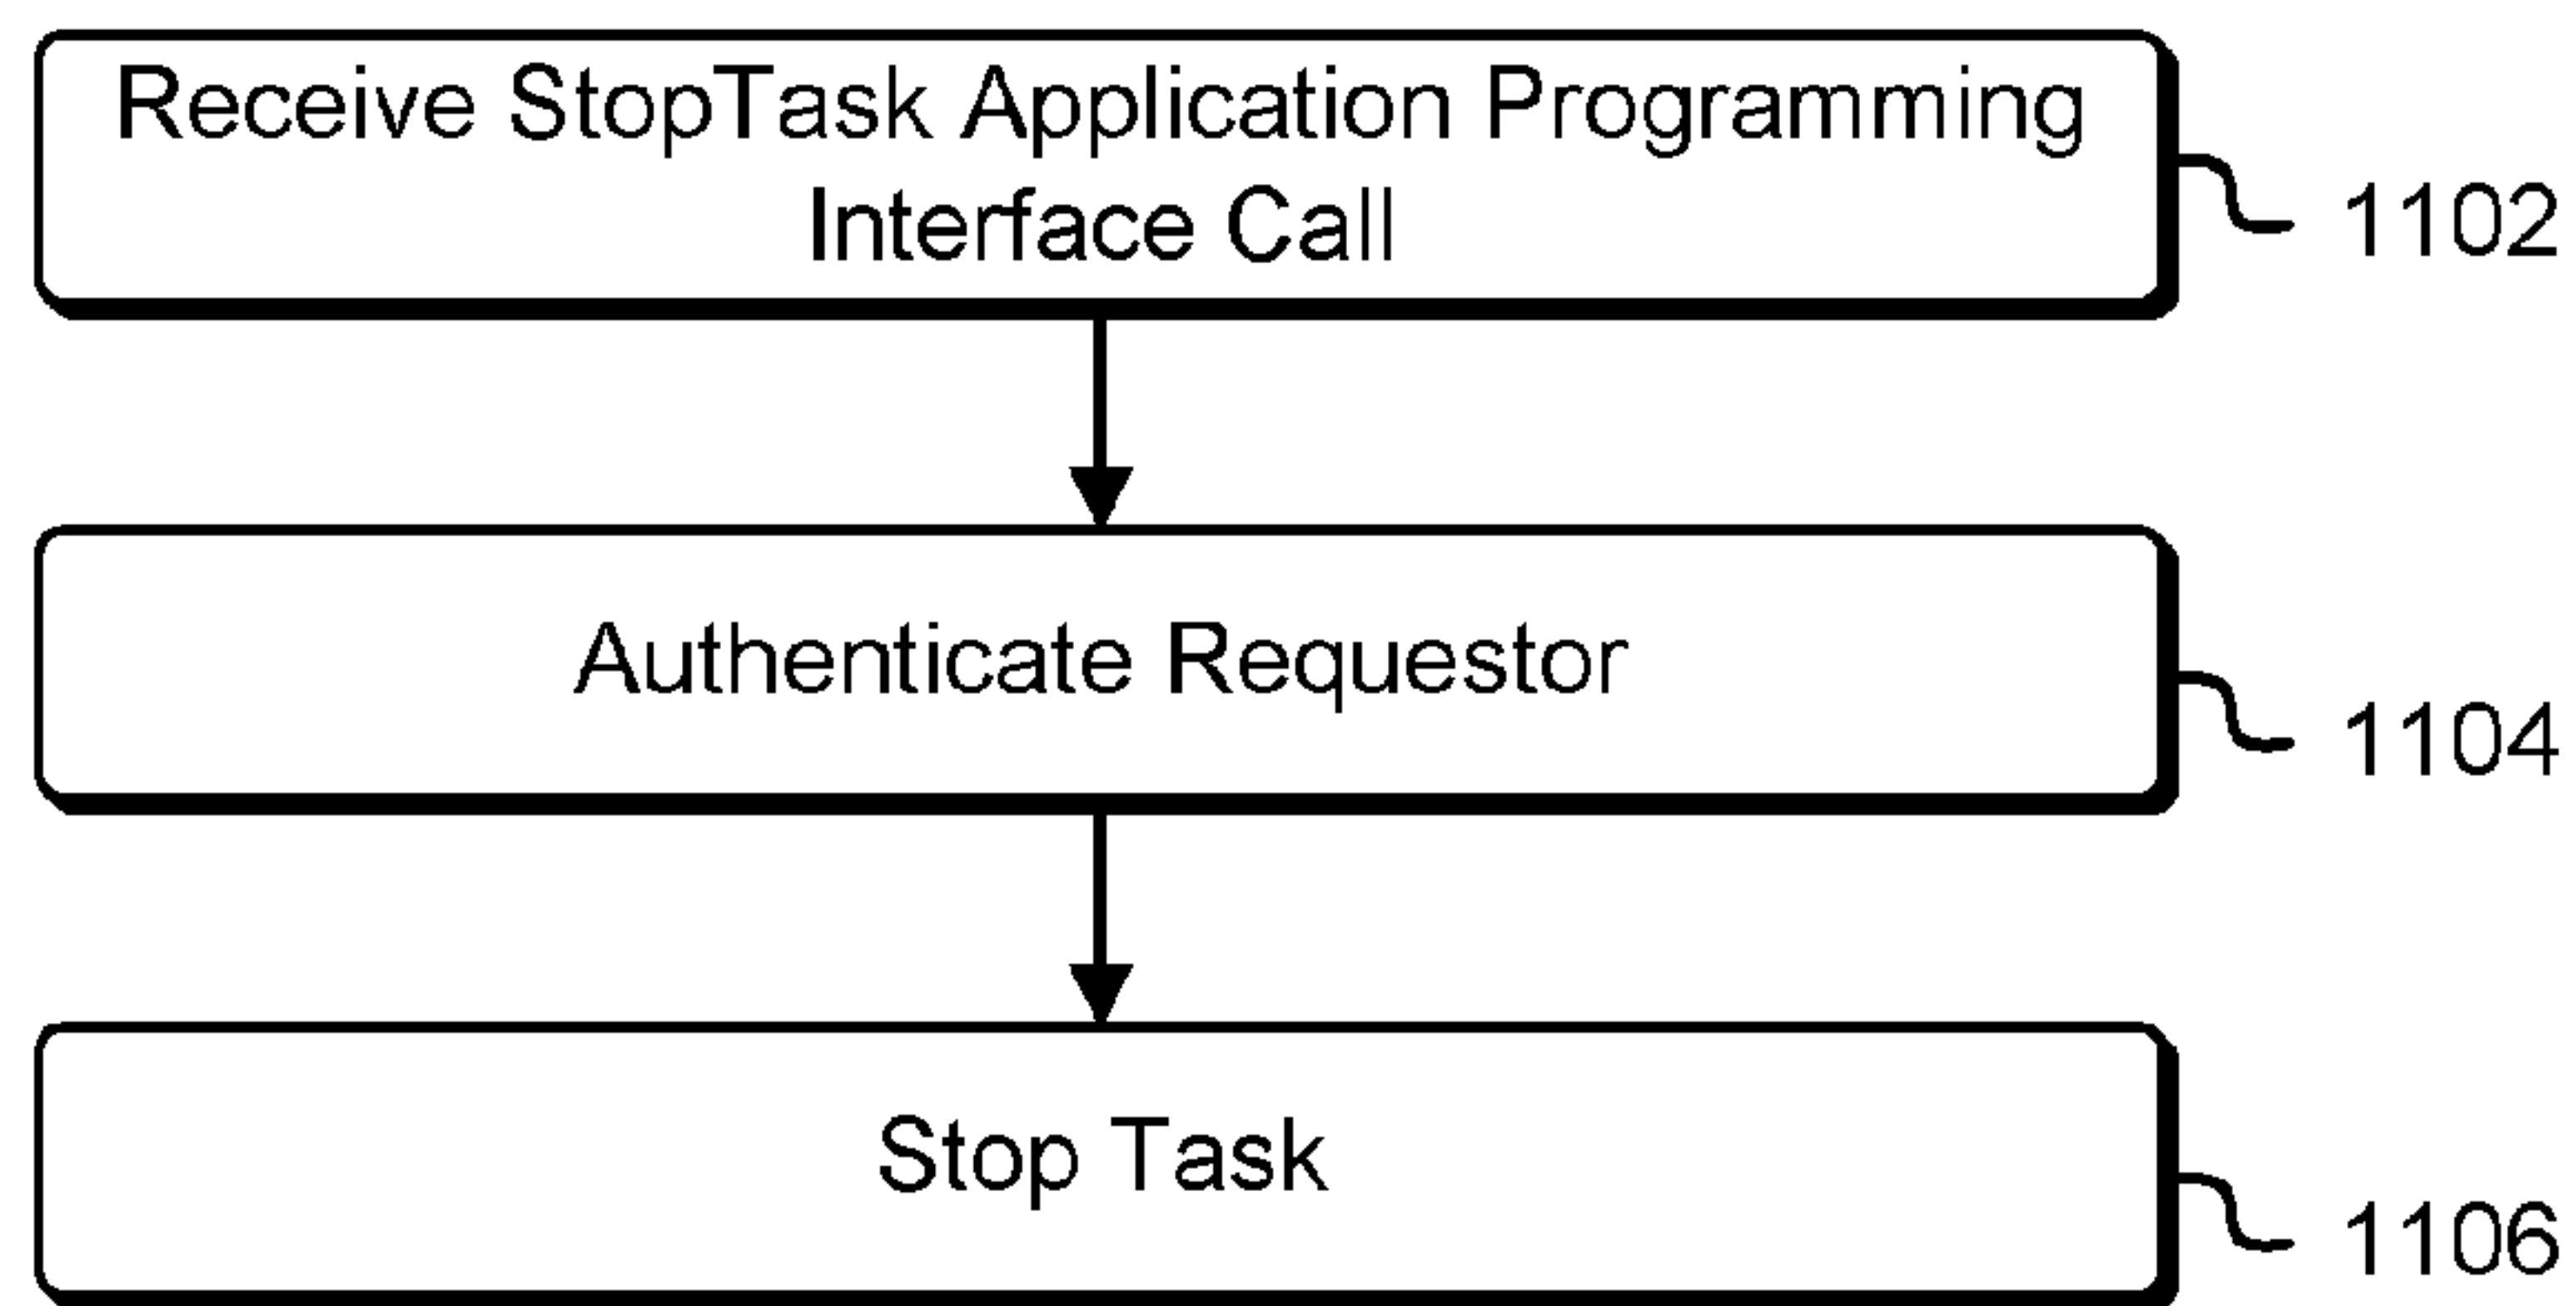 Receive StopTask Application Programming
Interface Call
1102
Authenticate Requestor
1104
Stop Task
1106